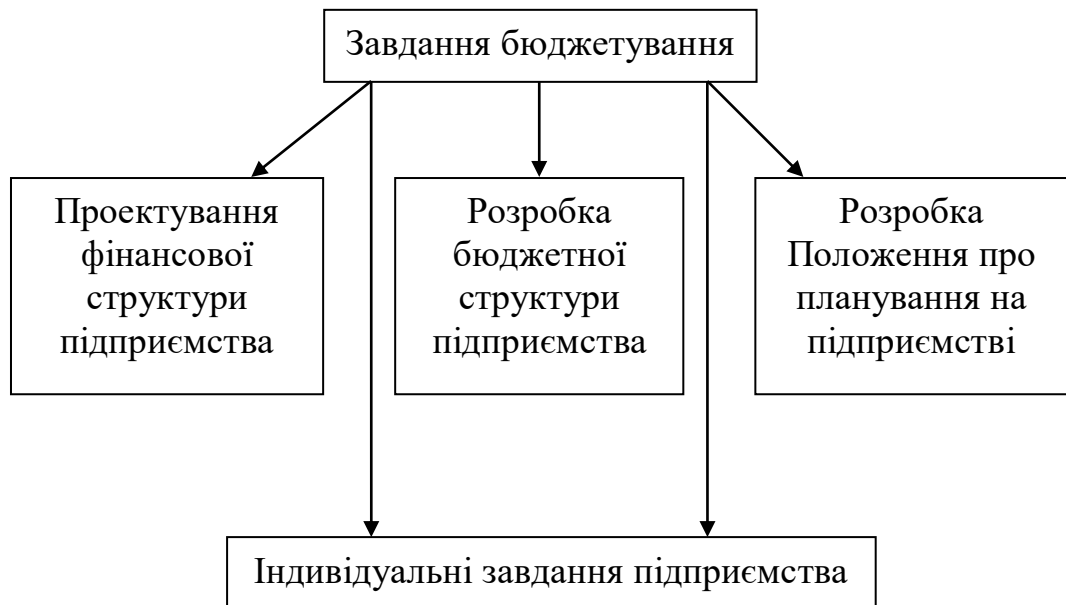 Завдання бюджетування
Проектування
фінансової
структури
підприємства
Розробка
бюджетної
структури
підприємства
Розробка
Положення про
планування на
підприємстві
Індивідуальні завдання підприємства